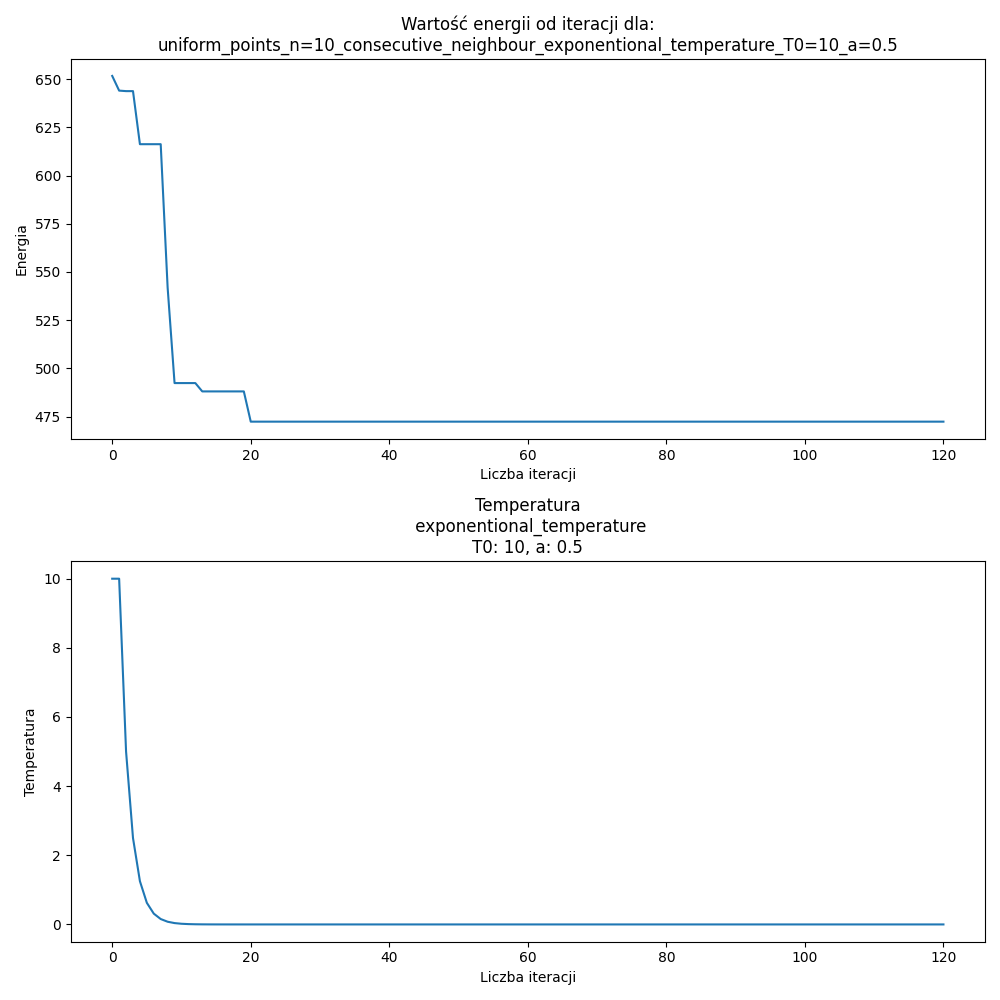 Wartość energii od iteracji dla:
uniform_points_n=10_consecutive_neighbour_exponentional_temperature_T0=10_a=0.5
650
625
600
575
550
525
500
475
Energia
0 20 40 60 80 100 120
Liczba iteracji
Temperatura
exponentional_temperature
T0: 10, a: 0.5
10
8
6
4
2
0
Temperatura
0 20 40 60 80 100 120
Liczba iteracji